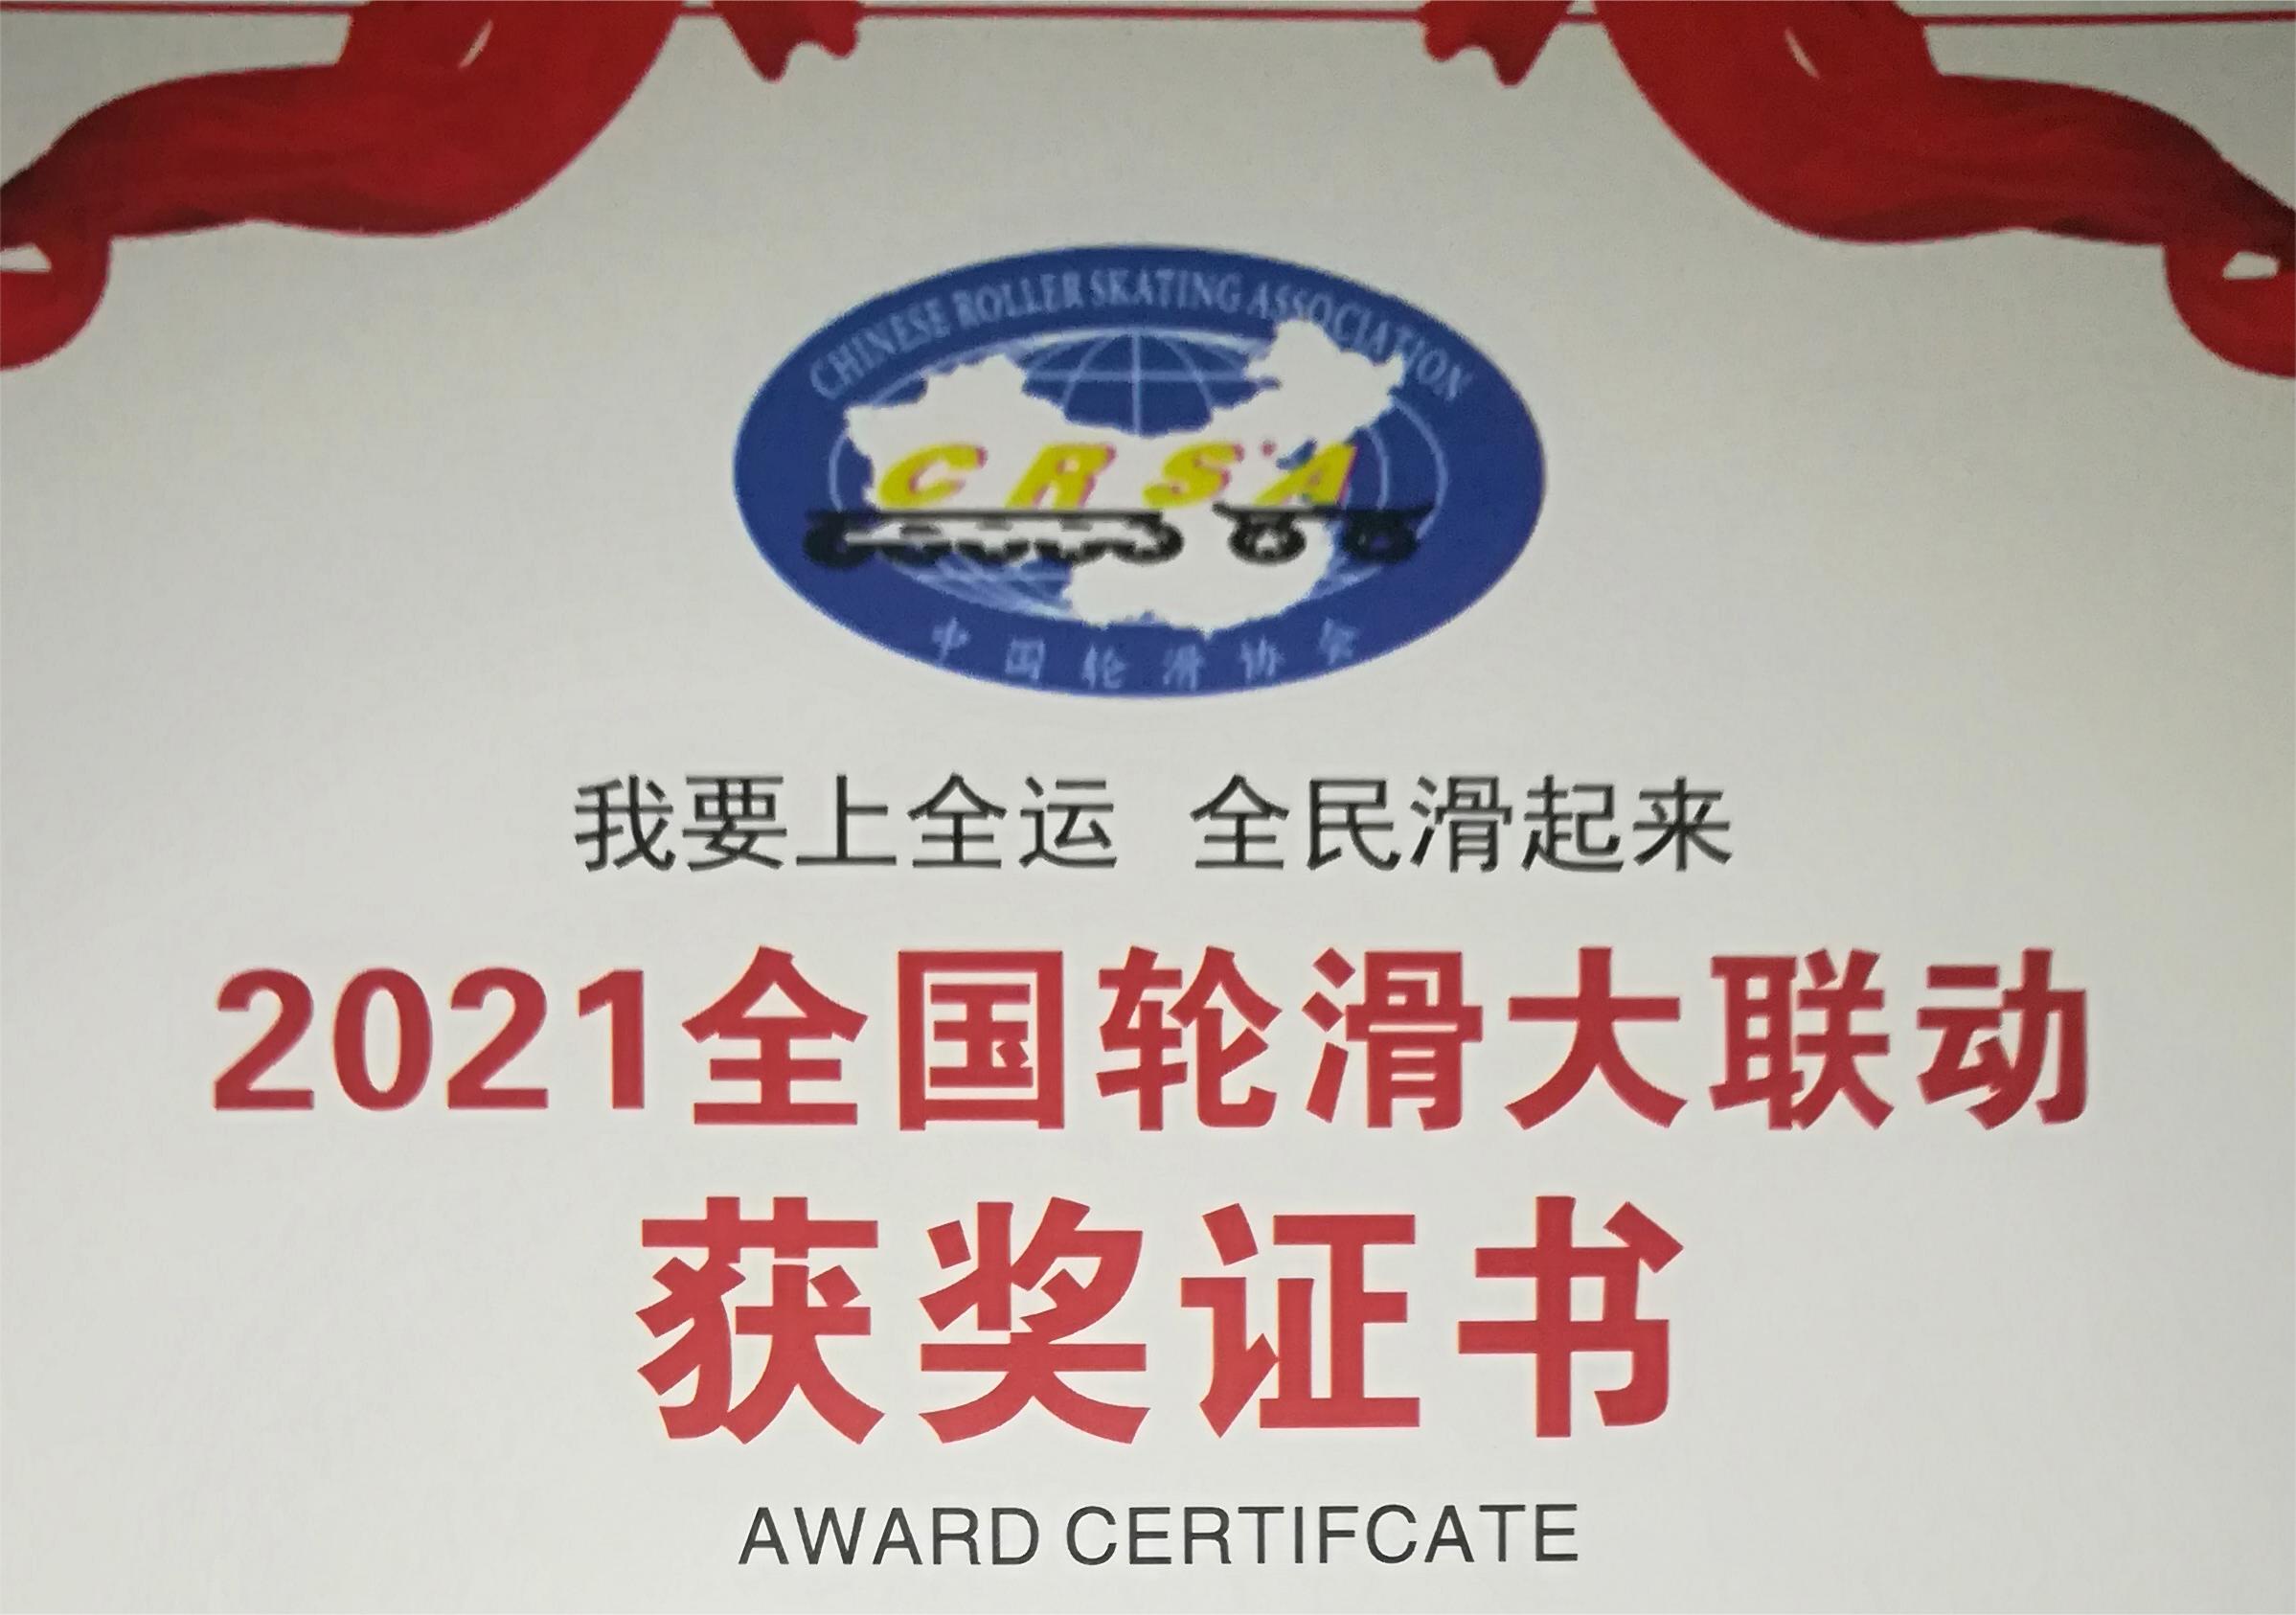 CHINESE ROLLER SKATING ASSOCIATION
CRSA
中国轮滑协会
我要上全运 全民滑起来
2021全国轮滑大联动
获奖证书
AWARD CERTIFCATE